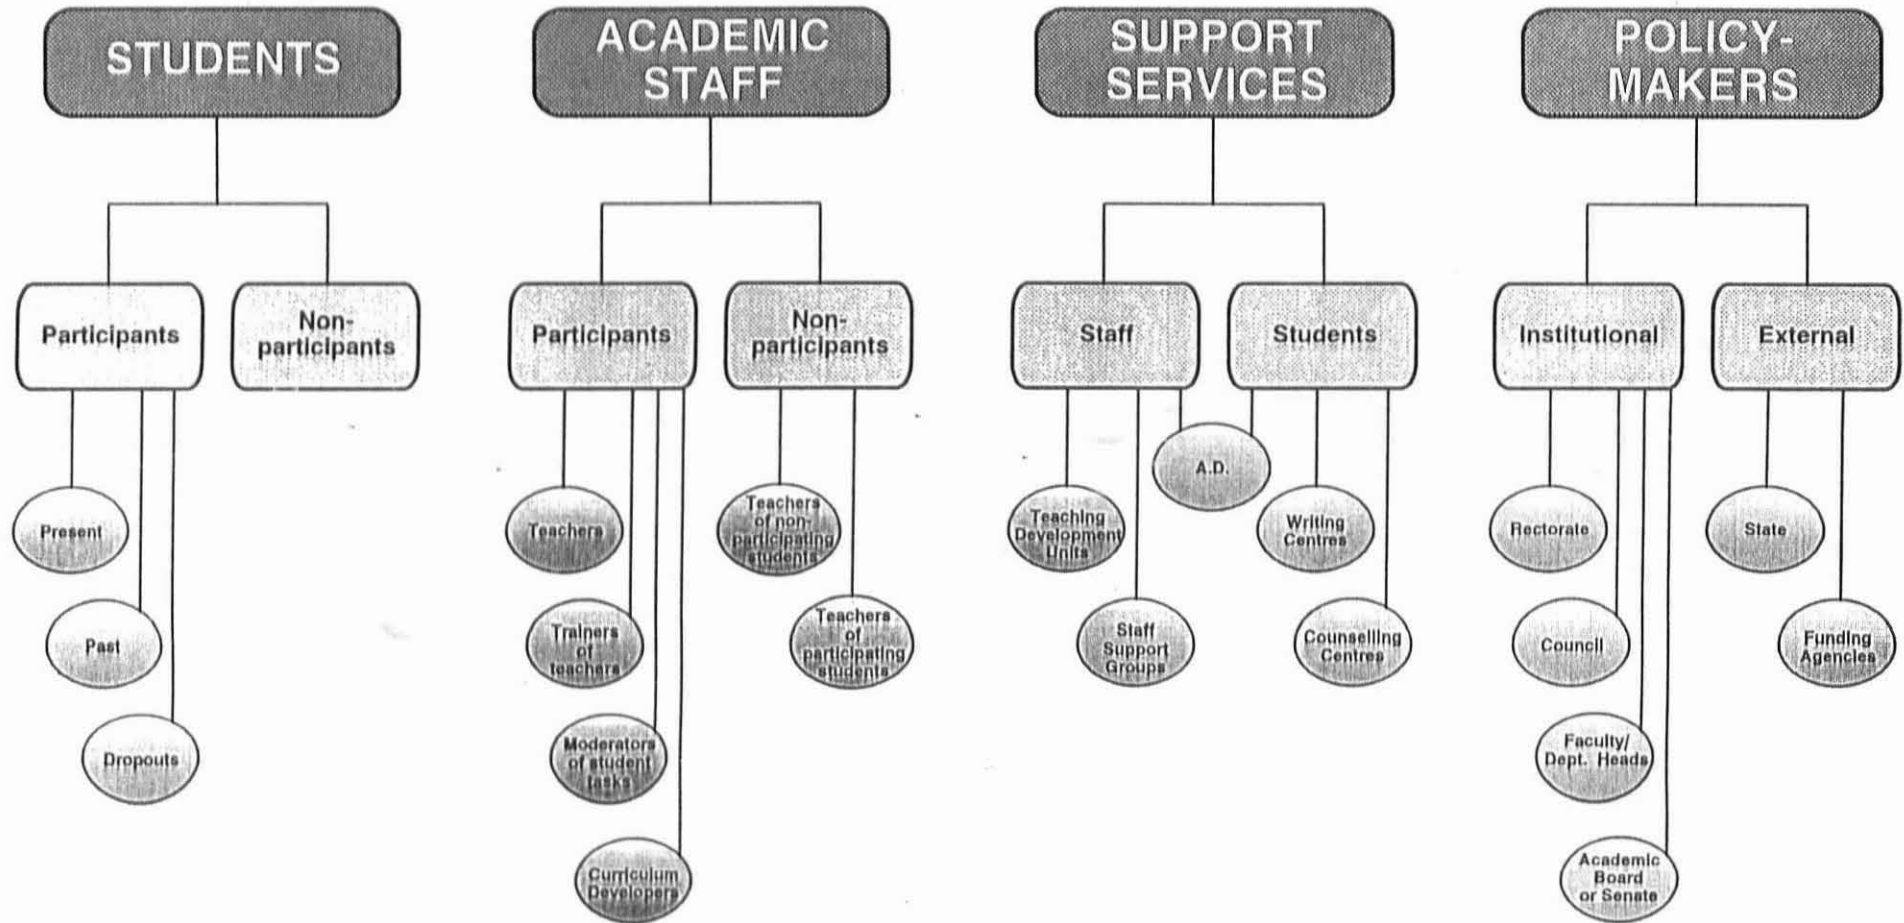 STUDENTS
ACADEMIC
STAFF
SUPPORT
SERVICES
POLICY-
MAKERS
Participants
Non-
participants
Participants
Non-
participants
Staff
Students
Institutional
External
Present
Past
Dropouts
Teachers
Trainers
of
teachers
Moderators
of student
tasks
Curriculum
Developers
Teachers
of non-
participating
students
Teachers
of
participating
students
Teaching
Development
Units
Staff
Support
Groups
A.D.
Writing
Centres
Counselling
Centres
Rectorate
Council
Faculty/
Dept. Heads
Academic
Board
or Senate
State
Funding
Agencies